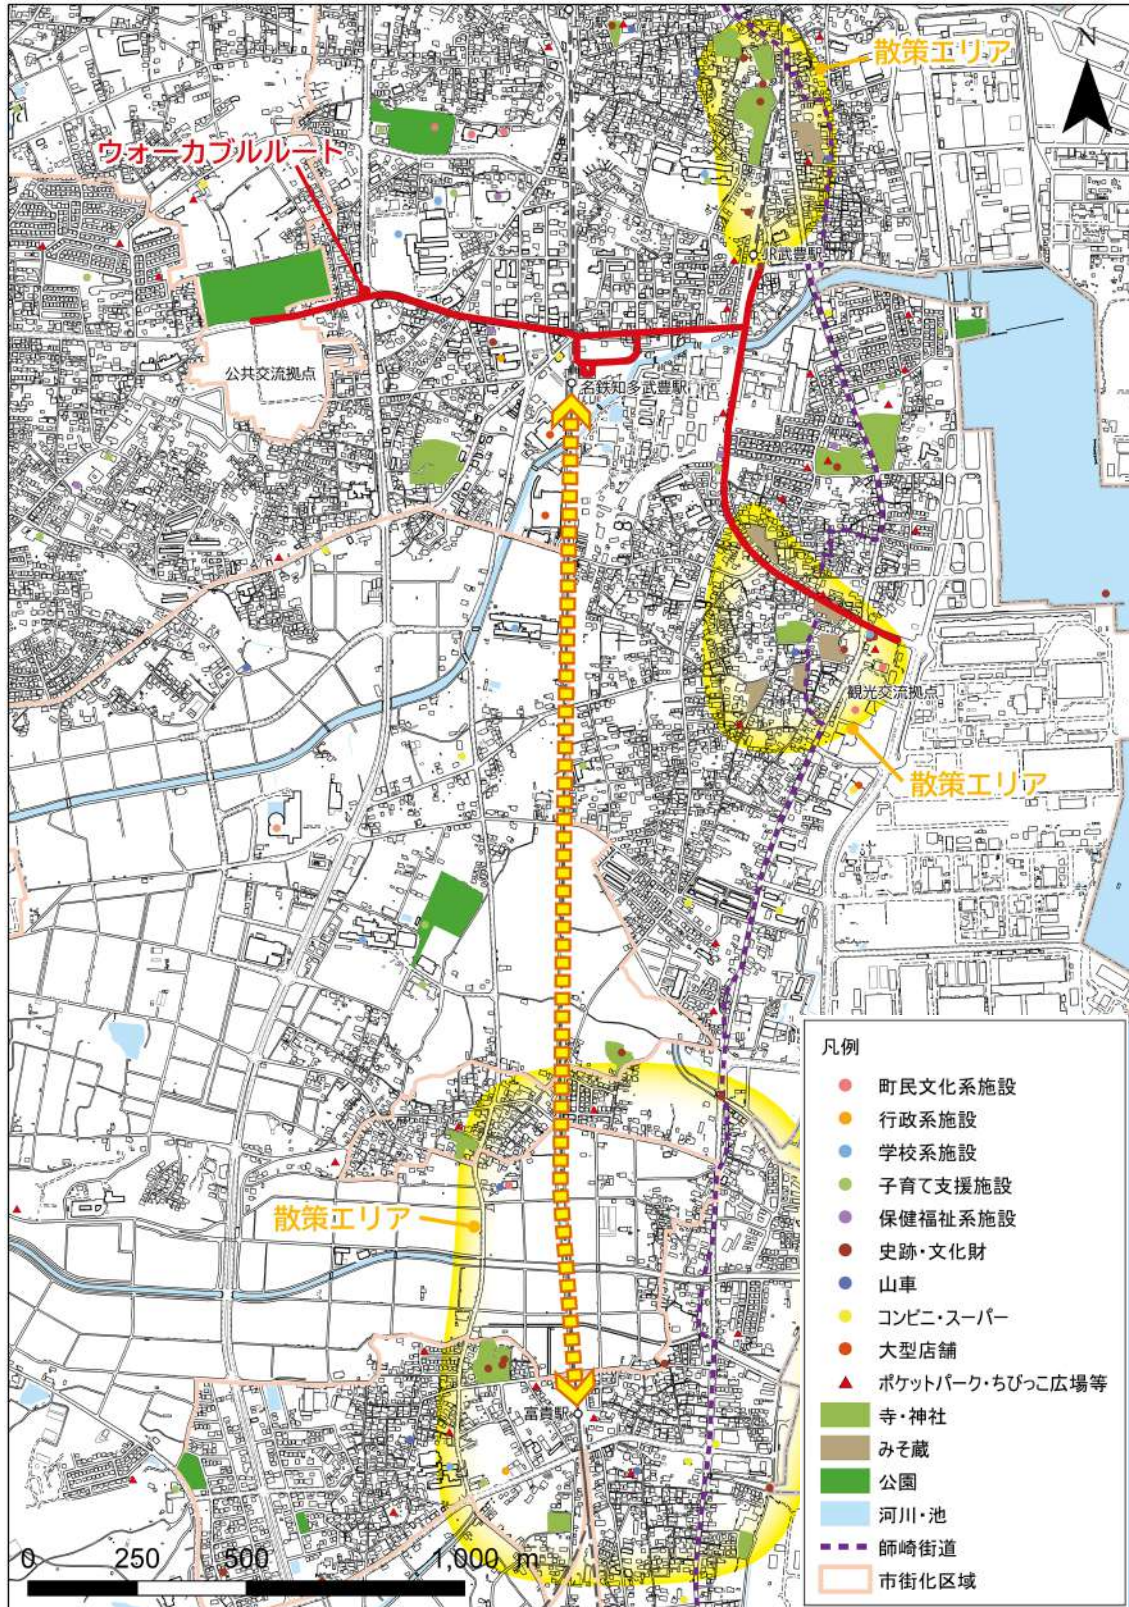 散策エリア
N
ウォーカブルルート
JR武豊駅
公共交流拠点
名鉄知多武豊駅
観光交流拠点
散策エリア
散策エリア
富貴駅
凡例
町民文化系施設
行政系施設
学校系施設
子育て支援施設
保健福祉系施設
史跡・文化財
山車
コンビニ・スーパー
大型店舗
ポケットパーク・ちびっこ広場等
寺・神社
みそ蔵
公園
河川・池
師崎街道
市街化区域
0 250 500 1,000 m